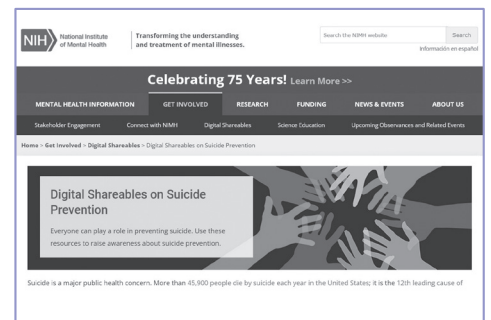 NIH National Institute of Mental Health
Transforming the understanding and treatment of mental illnesses.
Search the NIMH website
Search
Información en español
Celebrating 75 Years! Learn More >>
MENTAL HEALTH INFORMATION GET INVOLVED RESEARCH FUNDING NEWS & EVENTS ABOUT US
Stakeholder Engagement Connect with NIMH Digital Shareables Science Education Upcoming Observances and Related Events
Home > Get Involved > Digital Shareables > Digital Shareables on Suicide Prevention
Digital Shareables on Suicide
Prevention
Everyone can play a role in preventing suicide. Use these
resources to raise awareness about suicide prevention.
Suicide is a major public health concern. More than 45,900 people die by suicide each year in the United States; it is the 12th leading cause of